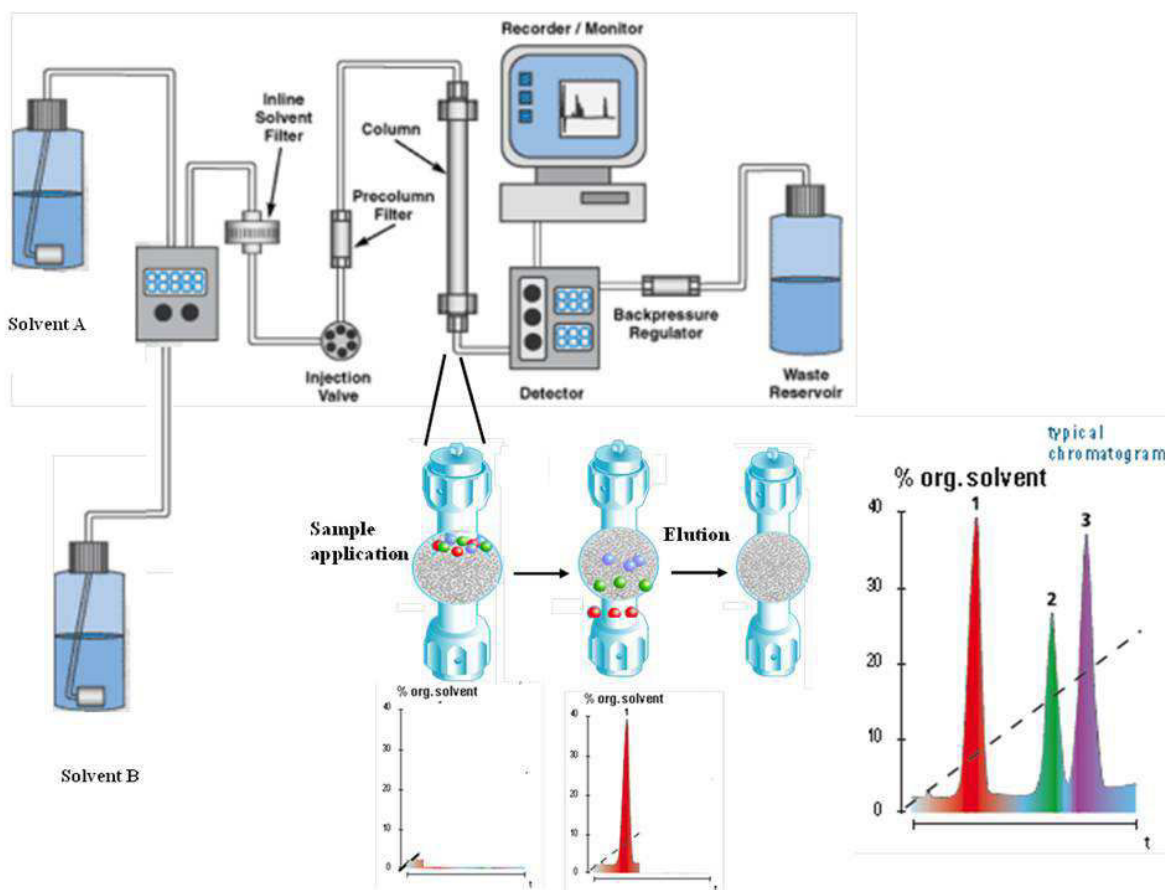 Recorder / Monitor
Inline
Solvent
Filter
Column
Precolumn
Filter
Solvent A
Injection
Valve
Detector
Backpressure
Regulator
Waste
Reservoir
Solvent B
Sample
application
Elution
% org.solvent
40
30
20
10
0
t
% org.solvent
1
40
30
20
10
0
t
typical
chromatogram
% org.solvent
1
2
3
40
30
20
10
0
t